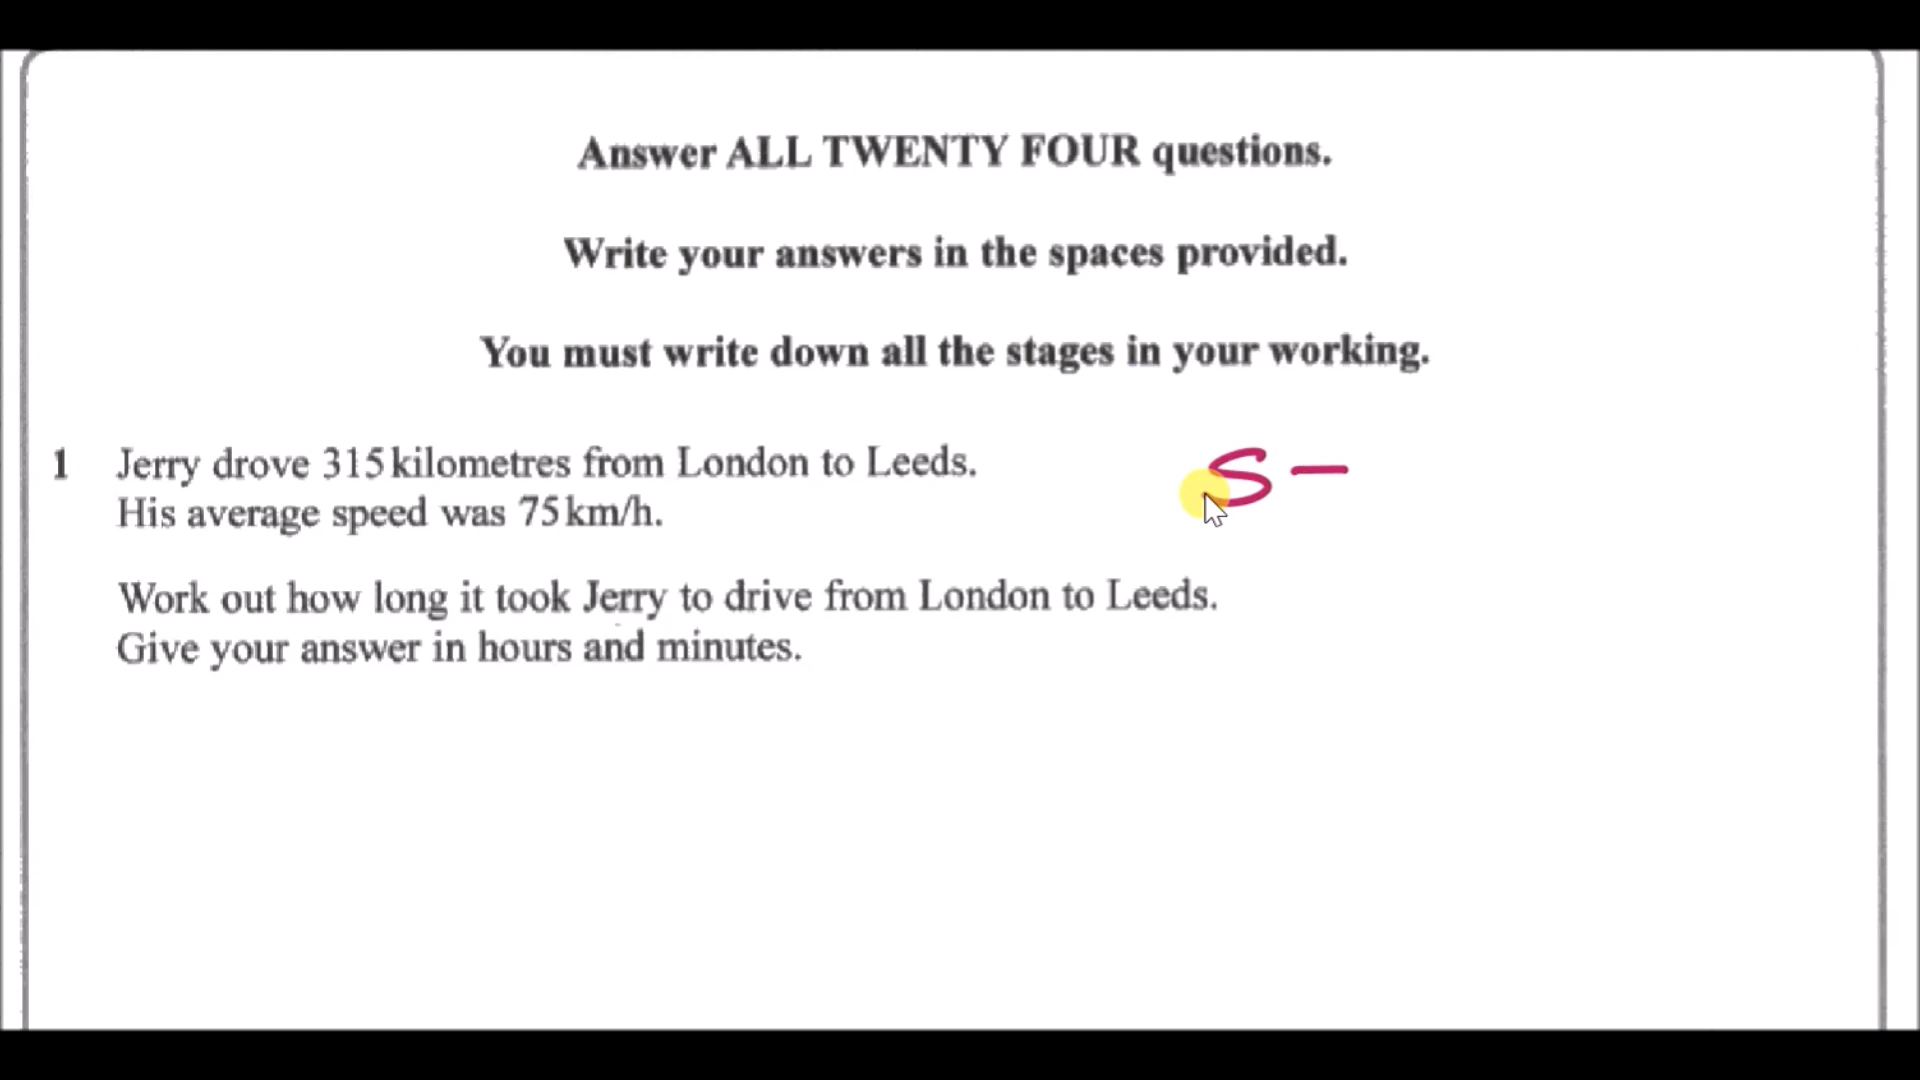 Answer ALL TWENTY FOUR questions.
Write your answers in the spaces provided.
You must write down all the stages in your working.
1 Jerry drove 315 kilometres from London to Leeds.
His average speed was 75 km/h.
S –
Work out how long it took Jerry to drive from London to Leeds.
Give your answer in hours and minutes.